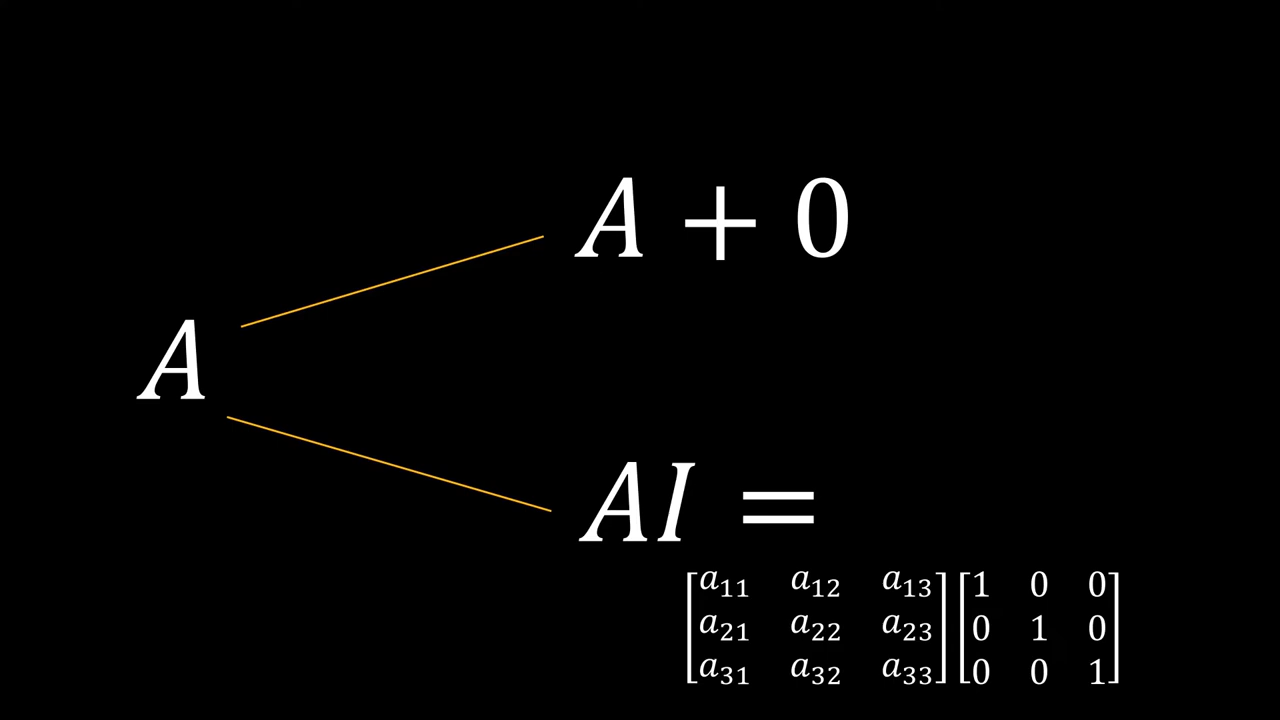 A + 0
A
AI =
[a₁₁ a₁₂ a₁₃] [1 0 0]
[a₂₁ a₂₂ a₂₃] [0 1 0]
[a₃₁ a₃₂ a₃₃] [0 0 1]